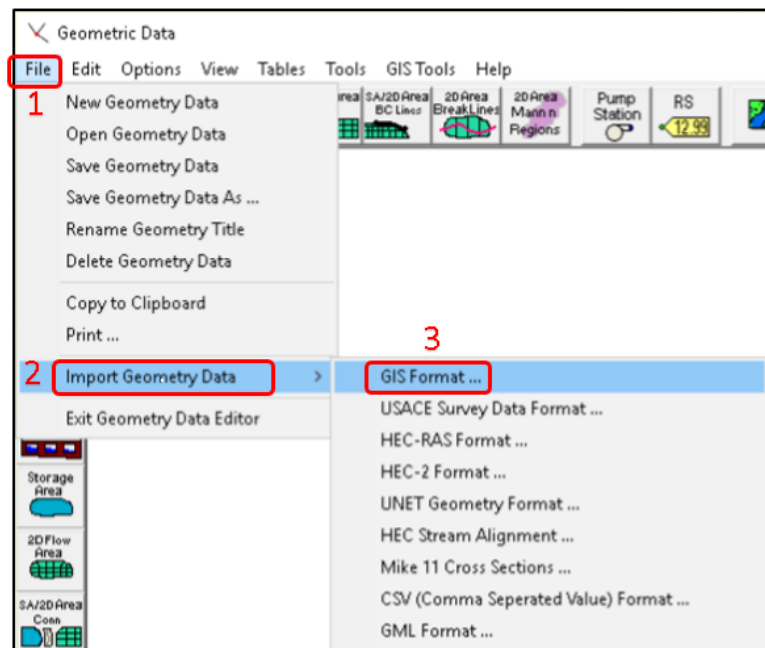 Geometric Data
File Edit Options View Tables Tools GIS Tools Help
1
rea SA/2D Area BC Lines
2D Area BreakLines
2D Area Mann n Regions
Pump Station
RS
12.99
New Geometry Data
Open Geometry Data
Save Geometry Data
Save Geometry Data As ...
Rename Geometry Title
Delete Geometry Data
Copy to Clipboard
Print ...
2 Import Geometry Data >
Exit Geometry Data Editor
3
GIS Format ...
USACE Survey Data Format ...
HEC-RAS Format ...
HEC-2 Format ...
UNET Geometry Format ...
HEC Stream Alignment ...
Mike 11 Cross Sections ...
CSV (Comma Seperated Value) Format ...
GML Format ...
Storage
Area
2D Flow
Area
SA/2D Area
Conn